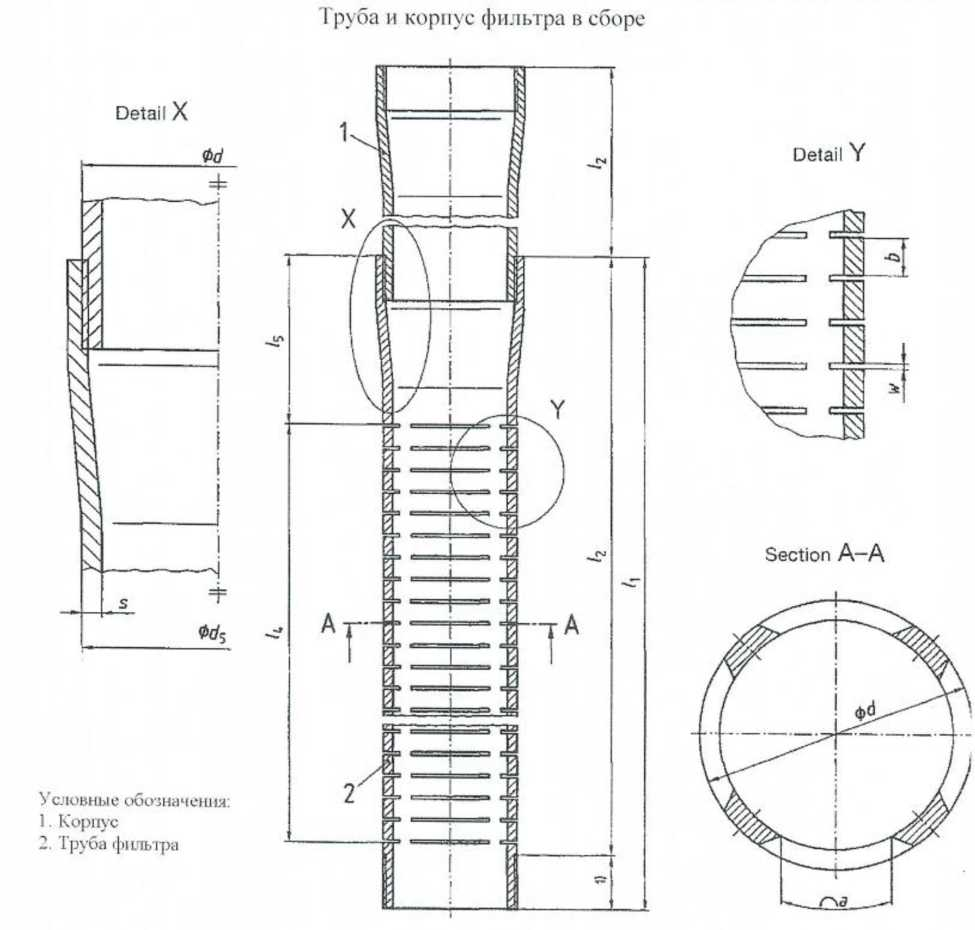 Труба и корпус фильтра в сборе
Detail X
Φd
s
Φd5
1
X
l5
l4
A
A
Y
2
l2
l2
l1
1)
Detail Y
b
w
Section A–A
Φd
a
Условные обозначения:
1. Корпус
2. Труба фильтра